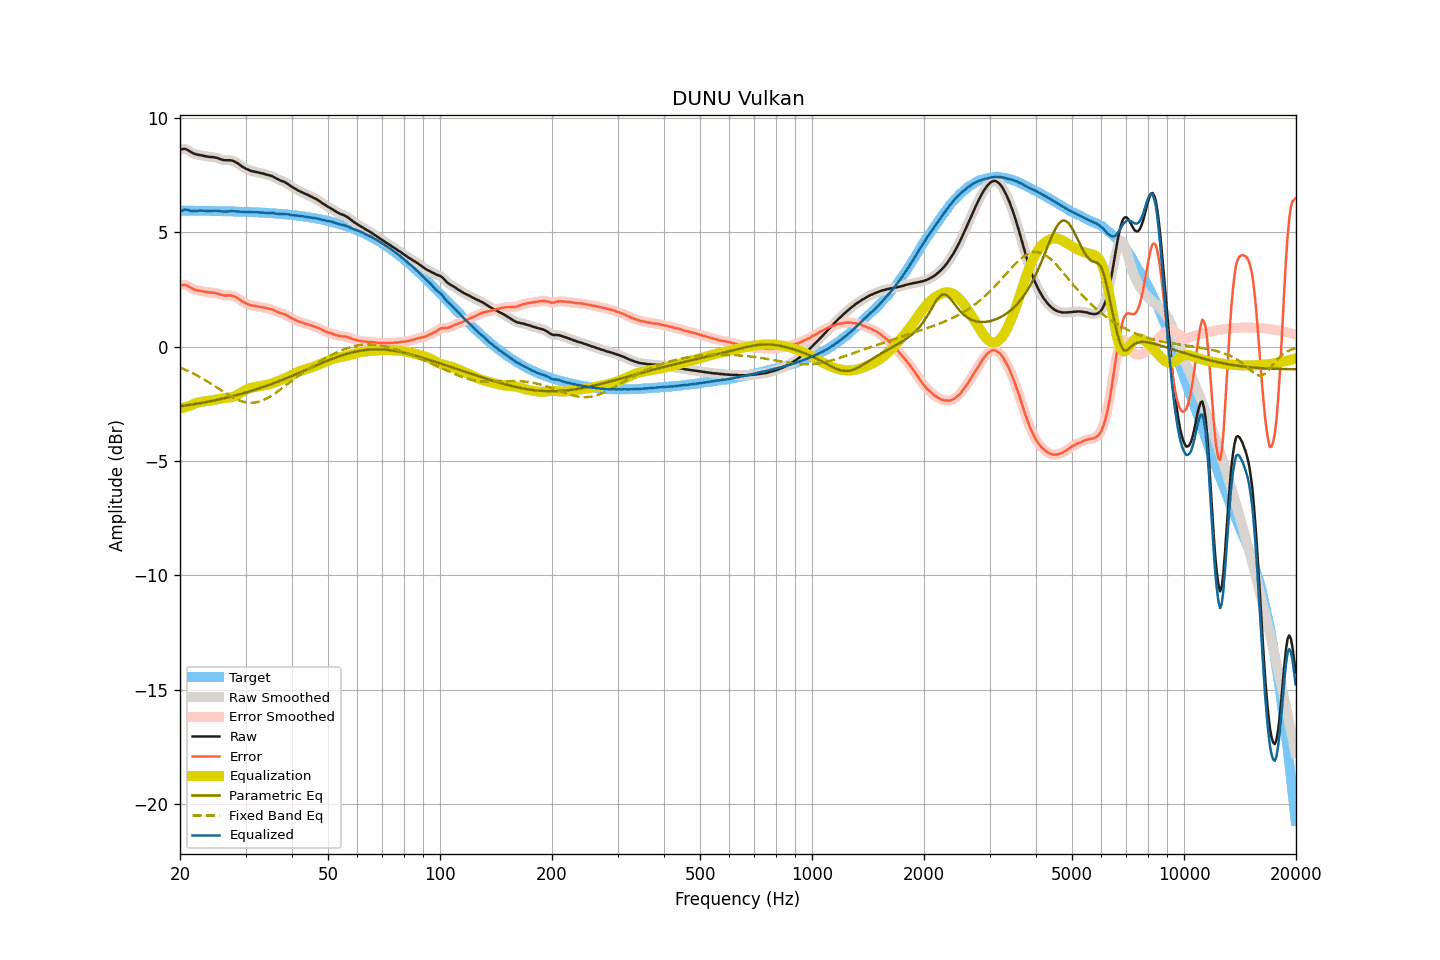 DUNU Vulkan
10
5
0
−5
−10
−15
−20
Amplitude (dBr)
Target
Raw Smoothed
Error Smoothed
Raw
Error
Equalization
Parametric Eq
Fixed Band Eq
Equalized
20 50 100 200 500 1000 2000 5000 10000 20000
Frequency (Hz)